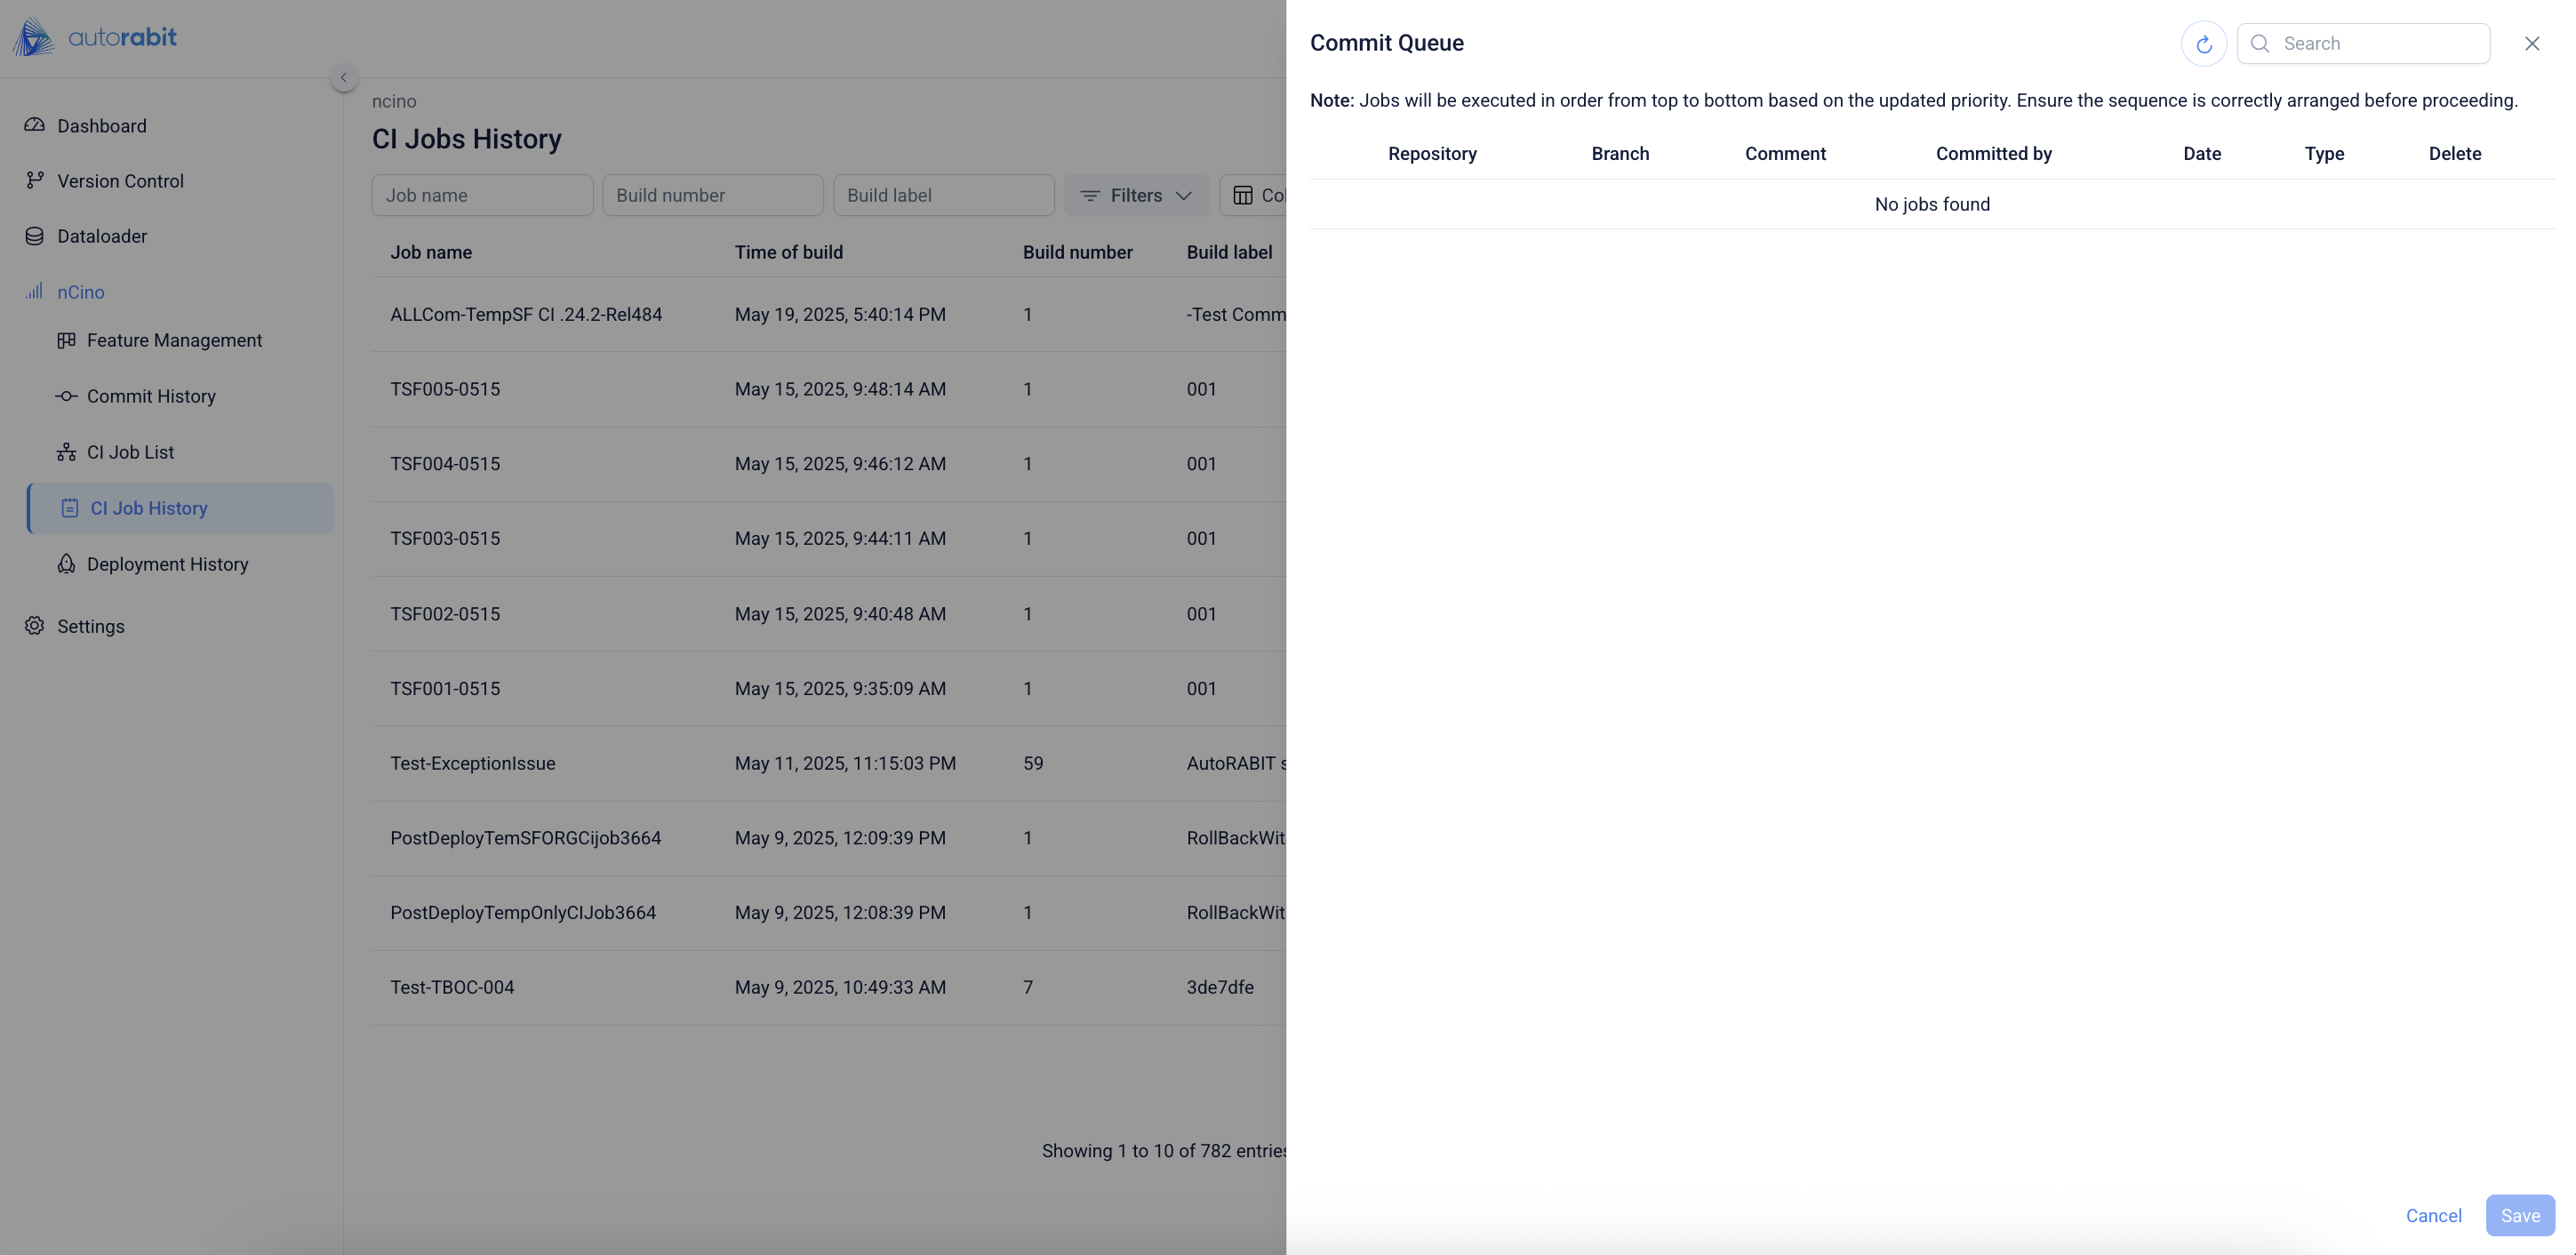 autorabit
Dashboard
Version Control
Dataloader
nCino
Feature Management
Commit History
CI Job List
CI Job History
Deployment History
Settings
ncino
CI Jobs History
Job name Build number Build label Filters Col
Job name Time of build Build number Build label
ALLCom-TempSF CI .24.2-Rel484 May 19, 2025, 5:40:14 PM 1 -Test Comm
TSF005-0515 May 15, 2025, 9:48:14 AM 1 001
TSF004-0515 May 15, 2025, 9:46:12 AM 1 001
TSF003-0515 May 15, 2025, 9:44:11 AM 1 001
TSF002-0515 May 15, 2025, 9:40:48 AM 1 001
TSF001-0515 May 15, 2025, 9:35:09 AM 1 001
Test-ExceptionIssue May 11, 2025, 11:15:03 PM 59 AutoRABIT s
PostDeployTemSFORGCijob3664 May 9, 2025, 12:09:39 PM 1 RollBackWit
PostDeployTempOnlyCIJob3664 May 9, 2025, 12:08:39 PM 1 RollBackWit
Test-TBOC-004 May 9, 2025, 10:49:33 AM 7 3de7dfe
Showing 1 to 10 of 782 entries
Commit Queue Search
Note: Jobs will be executed in order from top to bottom based on the updated priority. Ensure the sequence is correctly arranged before proceeding.
Repository Branch Comment Committed by Date Type Delete
No jobs found
Cancel Save